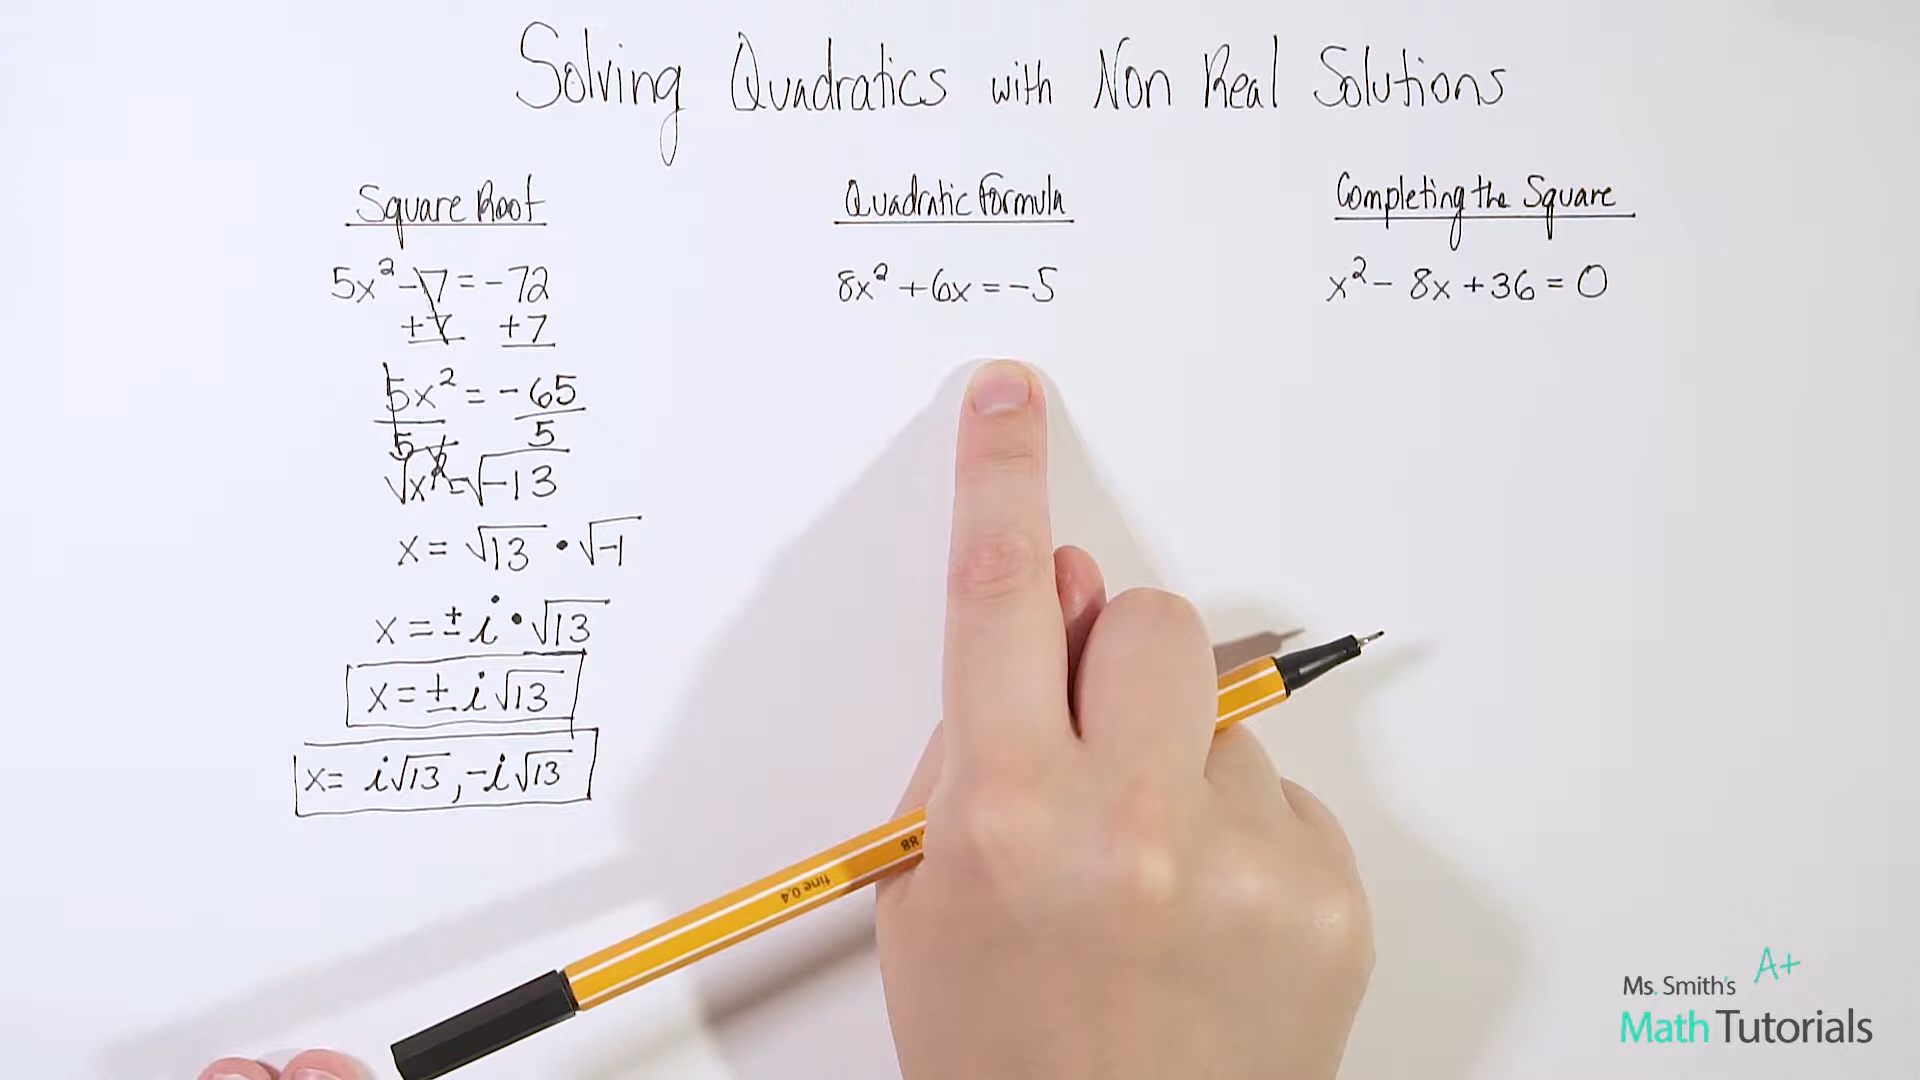 Solving Quadratics with Non Real Solutions
Square Root
5x² - 7 = -72
+7 +7
5x² = -65
5 5
√x² = √-13
x = √13 • √-1
x = ± i • √13
x = ± i √13
x = i√13, -i√13
Quadratic Formula
8x² + 6x = -5
Completing the Square
x² - 8x + 36 = 0
88
fine 0,4
Ms. Smith's A+
Math Tutorials